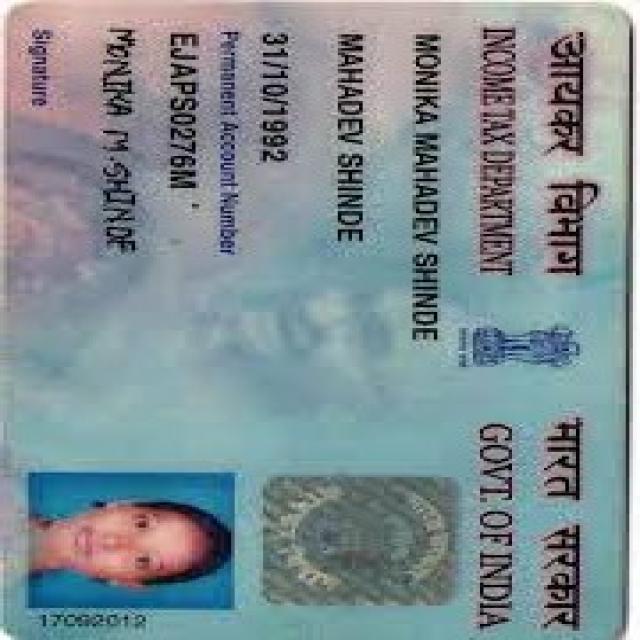 आयकर विभाग
INCOME TAX DEPARTMENT
भारत सरकार
GOVT. OF INDIA
MONIKA MAHADEV SHINDE
MAHADEV SHINDE
31/10/1992
Permanent Account Number
EJAPS0276M
MONIKA M. SHINDE
Signature
17092012